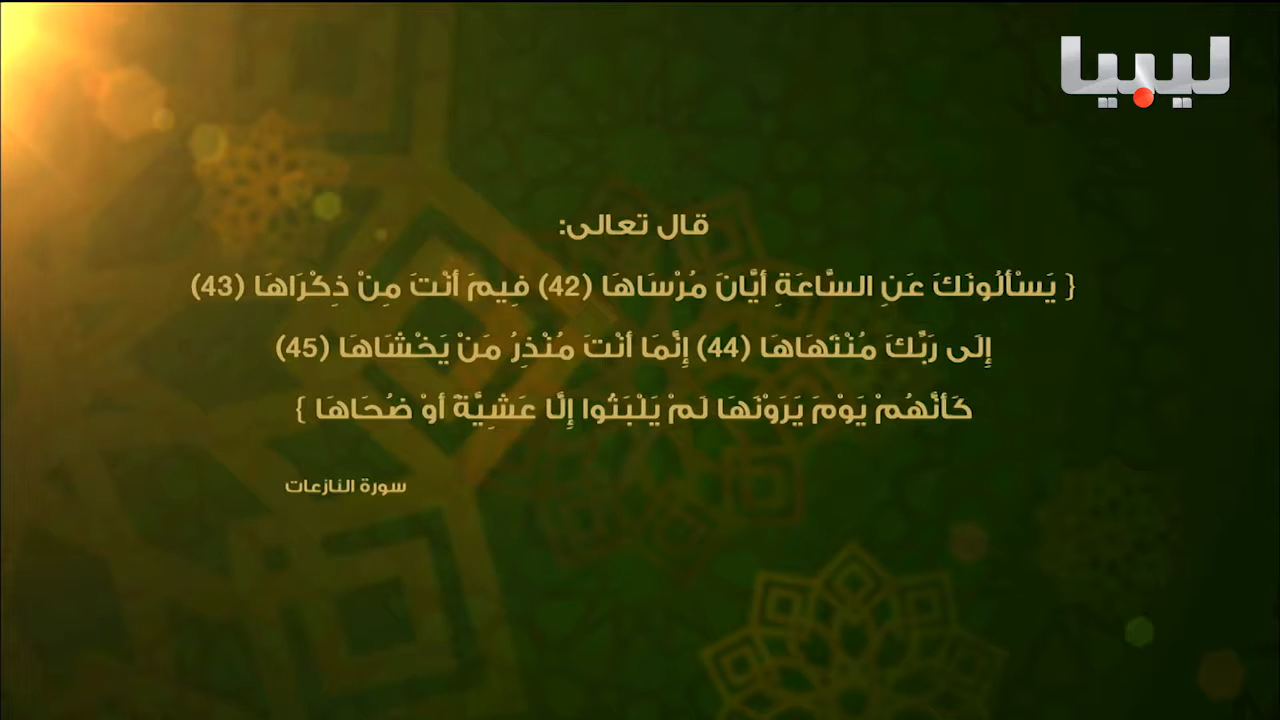 ليبيا
قال تعالى:
{ يَسْأَلُونَكَ عَنِ السَّاعَةِ أَيَّانَ مُرْسَاهَا (42) فِيمَ أَنْتَ مِنْ ذِكْرَاهَا (43)
إِلَى رَبِّكَ مُنْتَهَاهَا (44) إِنَّمَا أَنْتَ مُنْذِرُ مَنْ يَخْشَاهَا (45)
كَأَنَّهُمْ يَوْمَ يَرَوْنَهَا لَمْ يَلْبَثُوا إِلَّا عَشِيَّةً أَوْ ضُحَاهَا }
سورة النازعات